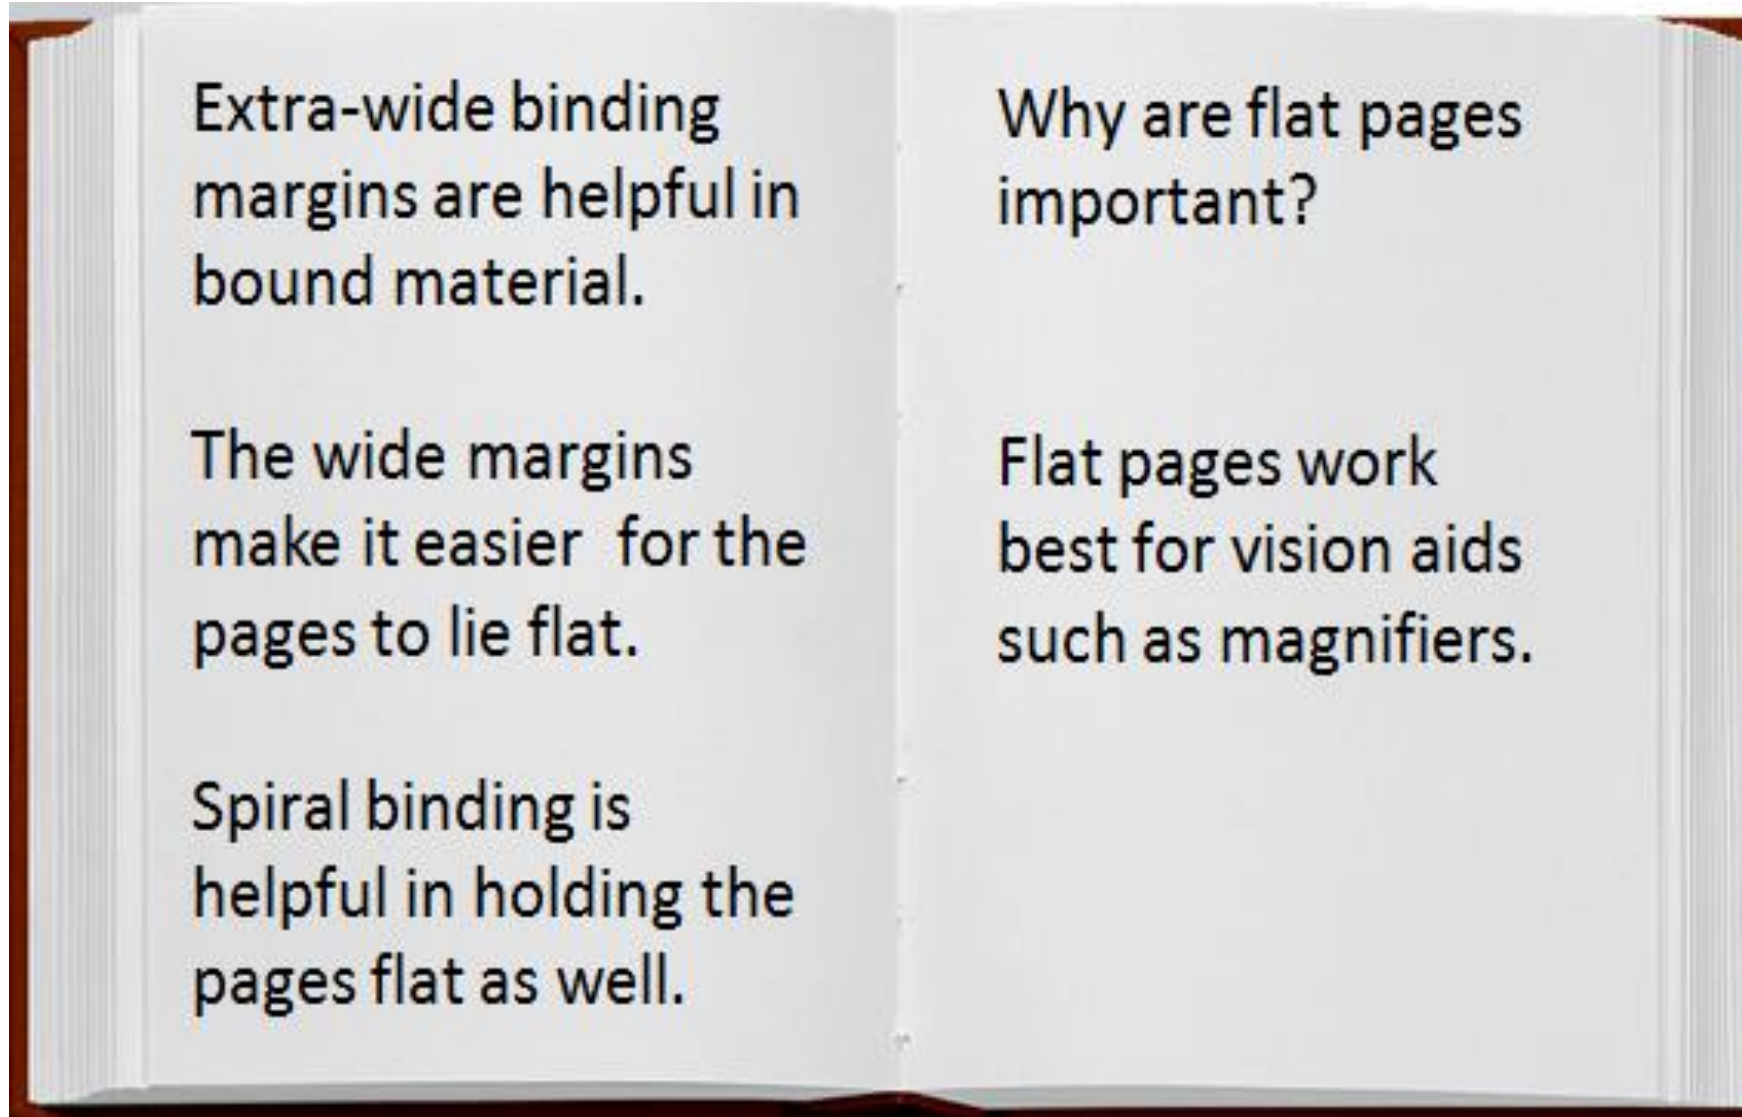 Extra-wide binding
margins are helpful in
bound material.
The wide margins
make it easier  for the
pages to lie flat.
Spiral binding is
helpful in holding the
pages flat as well.
Why are flat pages
important?
Flat pages work
best for vision aids
such as magnifiers.